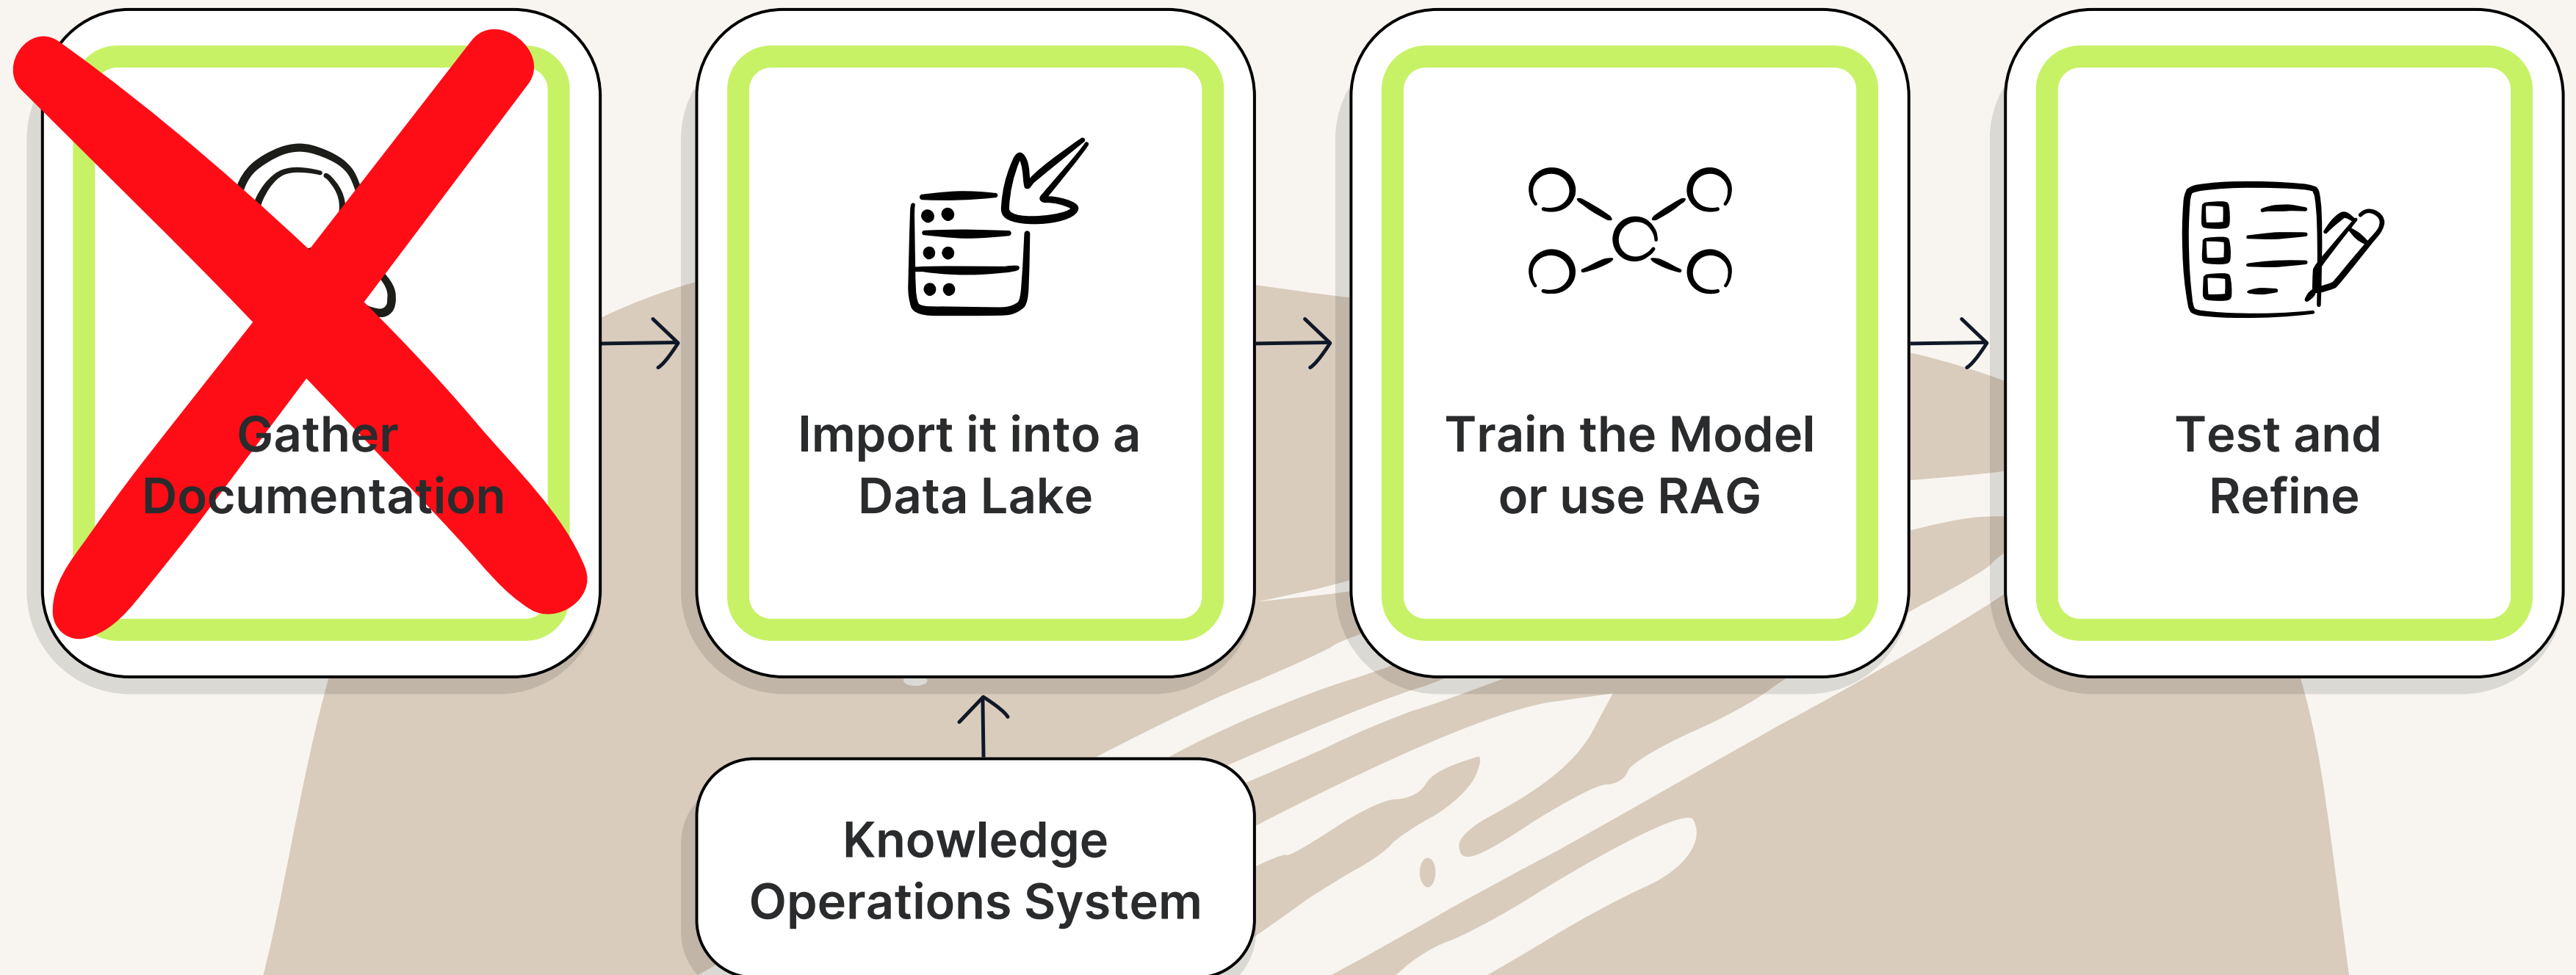 Gather
Documentation
Import it into a
Data Lake
Train the Model
or use RAG
Test and
Refine
Knowledge
Operations System